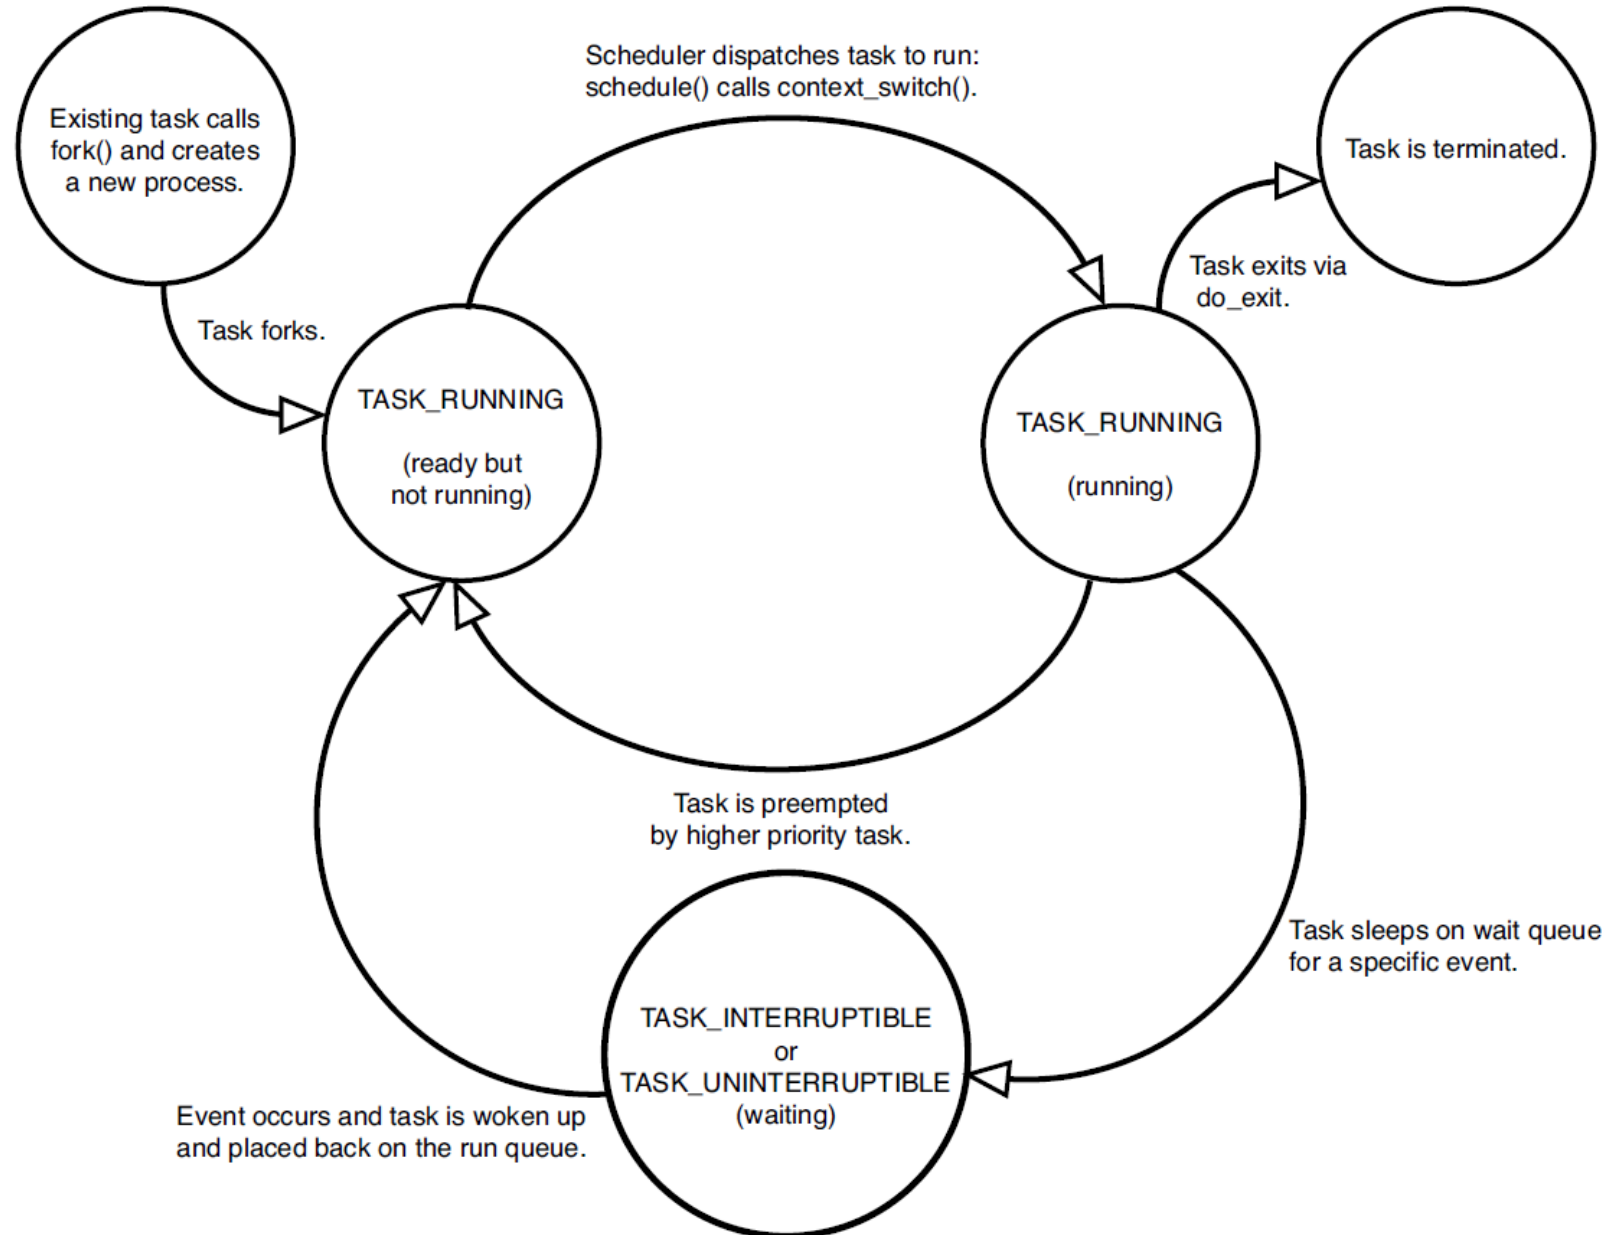 Scheduler dispatches task to run:
schedule() calls context_switch().
Existing task calls
fork() and creates
a new process.
Task is terminated.
Task exits via
do_exit.
Task forks.
TASK_RUNNING
(ready but
not running)
TASK_RUNNING
(running)
Task is preempted
by higher priority task.
Task sleeps on wait queue
for a specific event.
TASK_INTERRUPTIBLE
or
TASK_UNINTERRUPTIBLE
(waiting)
Event occurs and task is woken up
and placed back on the run queue.